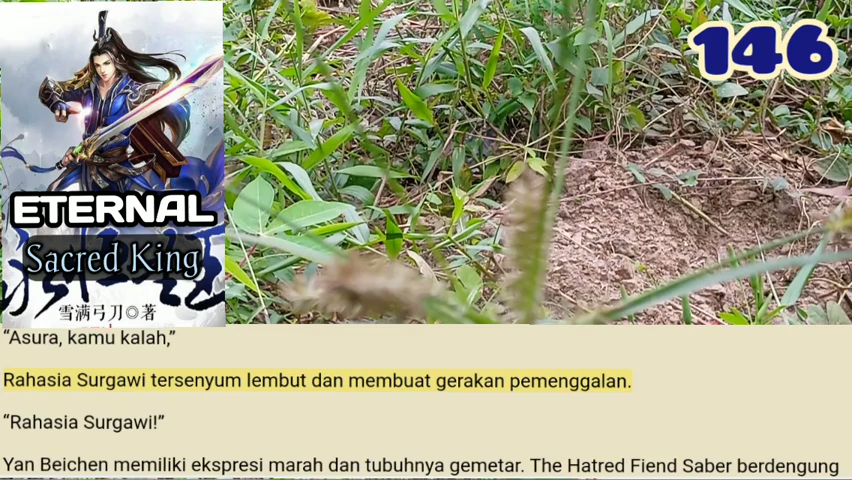 146
ETERNAL
Sacred King
雪满弓刀◎著
“Asura, kamu kalah,”
Rahasia Surgawi tersenyum lembut dan membuat gerakan pemenggalan.
“Rahasia Surgawi!”
Yan Beichen memiliki ekspresi marah dan tubuhnya gemetar. The Hatred Fiend Saber berdengung